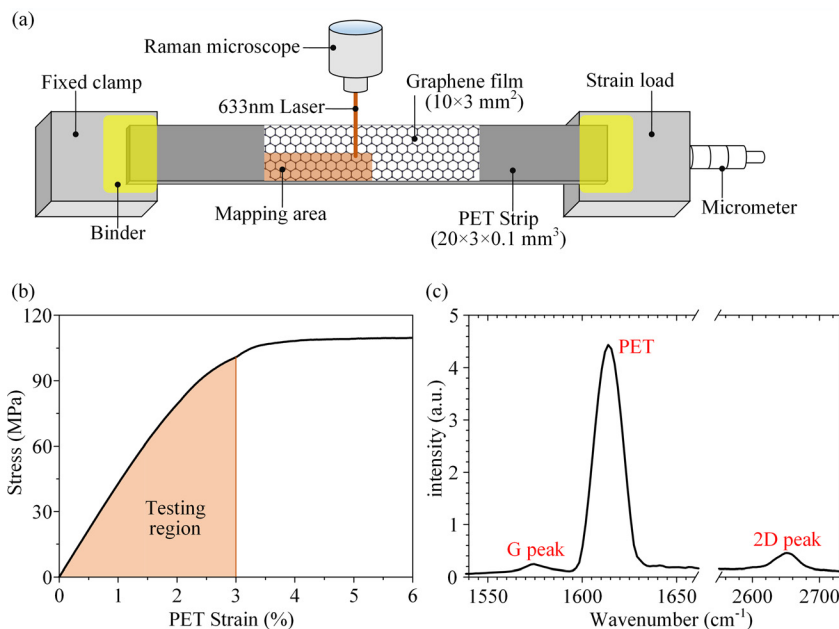 (a)
Raman microscope
Fixed clamp
Graphene film
(10×3 mm²)
Strain load
633nm Laser
Mapping area
Binder
PET Strip
(20×3×0.1 mm³)
Micrometer
(b)
120
90
60
30
0
Stress (MPa)
Testing
region
0 1 2 3 4 5 6
PET Strain (%)
(c)
5
4
3
2
1
0
intensity (a.u.)
PET
G peak
2D peak
1550 1600 1650 2600 2700
Wavenumber (cm⁻¹)